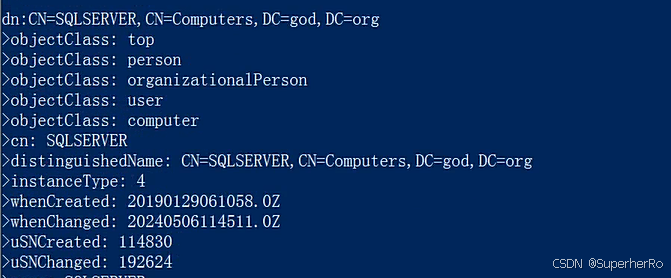 dn:CN=SQLSERVER,CN=Computers,DC=god,DC=org
>objectClass: top
>objectClass: person
>objectClass: organizationalPerson
>objectClass: user
>objectClass: computer
>cn: SQLSERVER
>distinguishedName: CN=SQLSERVER,CN=Computers,DC=god,DC=org
>instanceType: 4
>whenCreated: 20190129061058.0Z
>whenChanged: 20240506114511.0Z
>uSNCreated: 114830
>uSNChanged: 192624
CSDN @SuperherRo